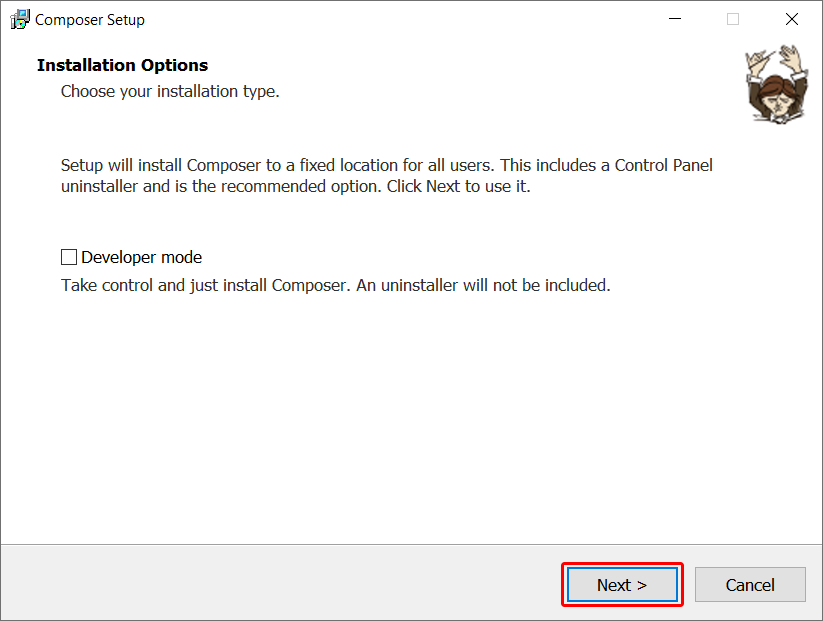 Composer Setup
Installation Options
Choose your installation type.
Setup will install Composer to a fixed location for all users. This includes a Control Panel
uninstaller and is the recommended option. Click Next to use it.
Developer mode
Take control and just install Composer. An uninstaller will not be included.
Next >
Cancel